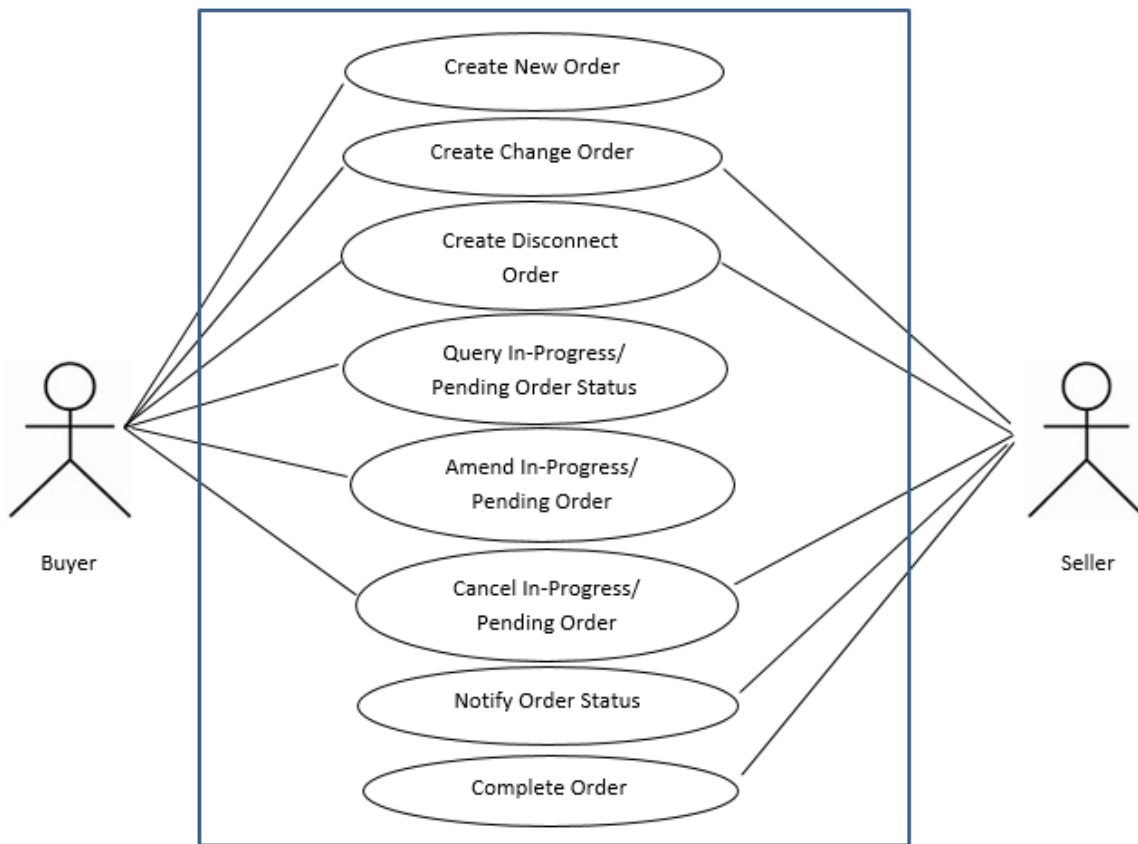 Create New Order
Create Change Order
Create Disconnect
Order
Query In-Progress/
Pending Order Status
Amend In-Progress/
Pending Order
Buyer
Seller
Cancel In-Progress/
Pending Order
Notify Order Status
Complete Order